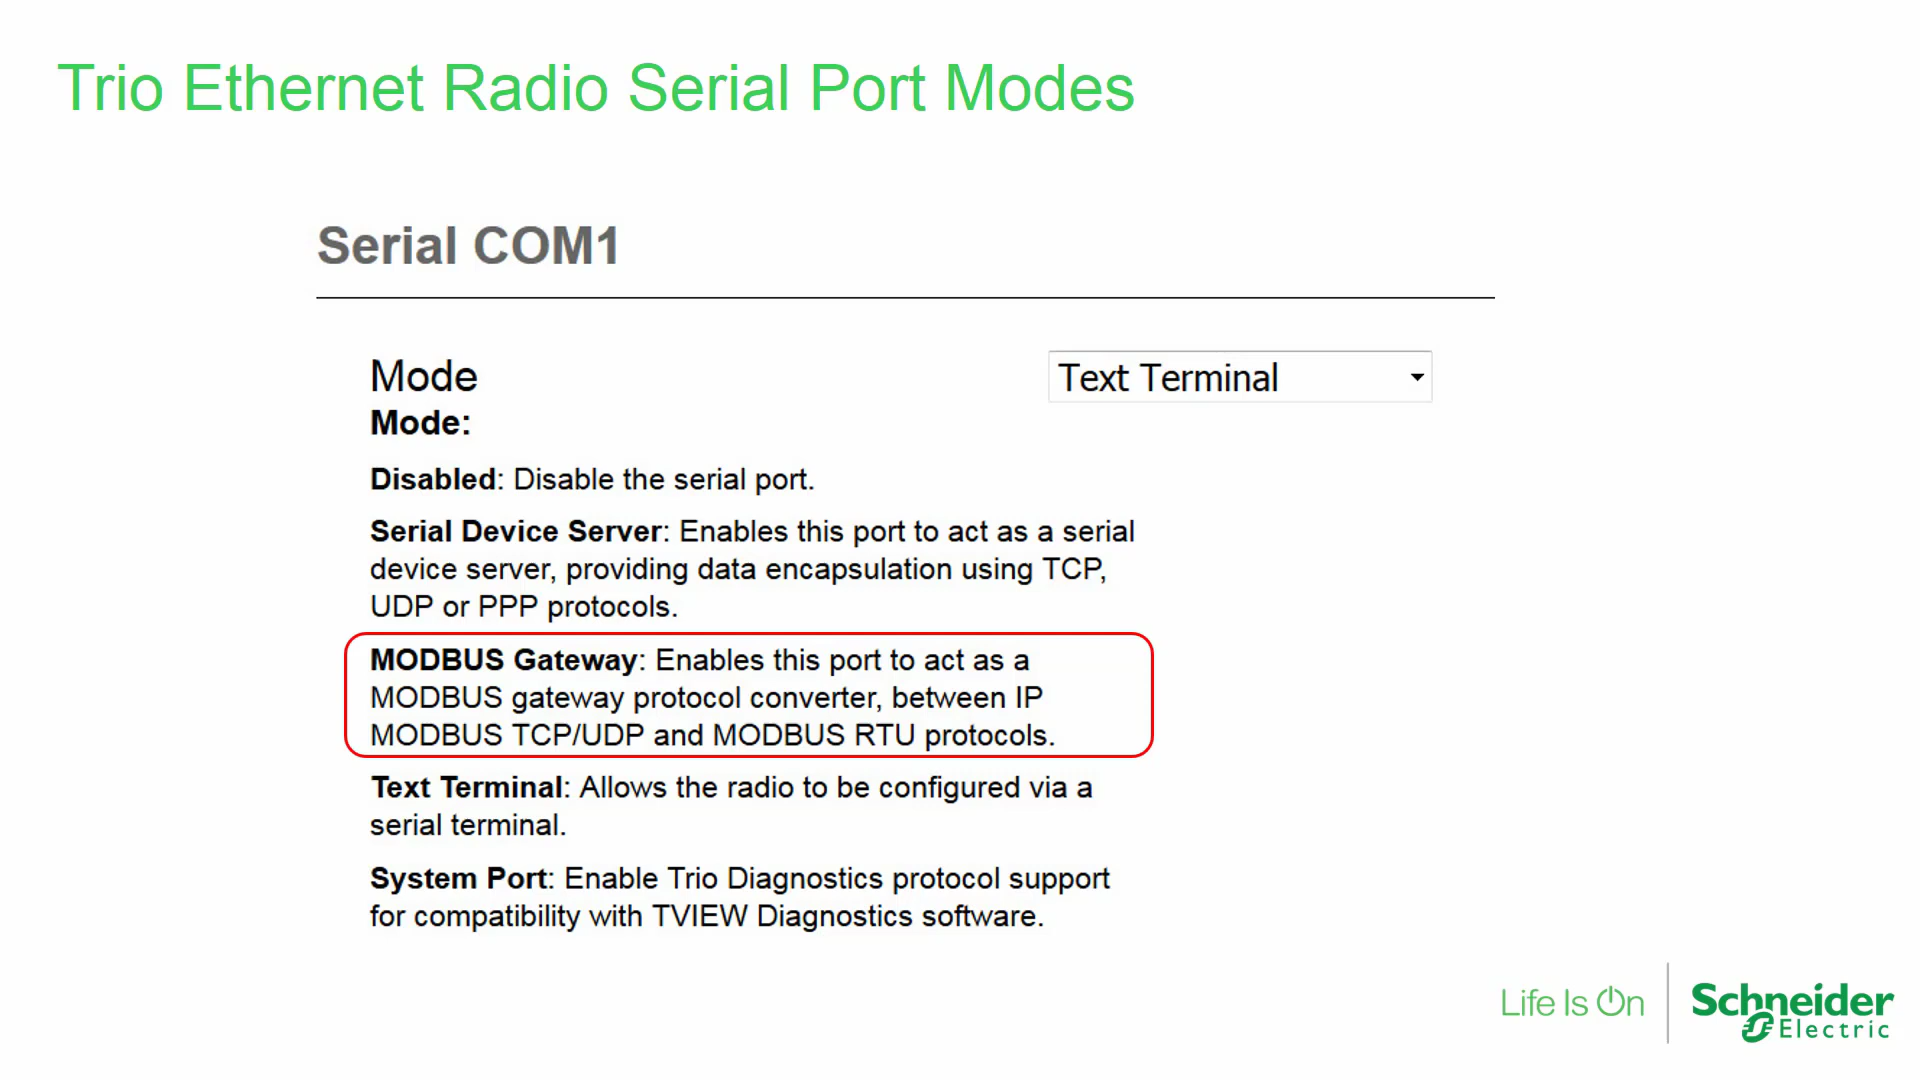 Trio Ethernet Radio Serial Port Modes
Serial COM1
Mode
Text Terminal
Mode:
Disabled: Disable the serial port.
Serial Device Server: Enables this port to act as a serial
device server, providing data encapsulation using TCP,
UDP or PPP protocols.
MODBUS Gateway: Enables this port to act as a
MODBUS gateway protocol converter, between IP
MODBUS TCP/UDP and MODBUS RTU protocols.
Text Terminal: Allows the radio to be configured via a
serial terminal.
System Port: Enable Trio Diagnostics protocol support
for compatibility with TVIEW Diagnostics software.
Life Is On
Schneider
Electric